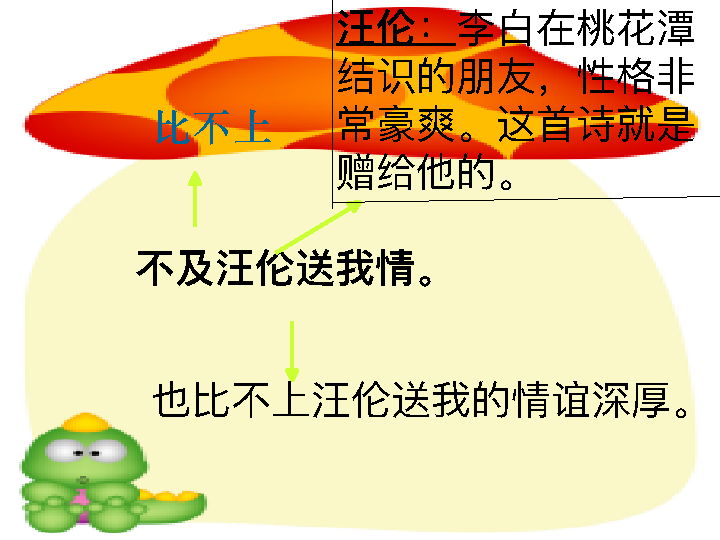 汪伦：李白在桃花潭
结识的朋友，性格非
常豪爽。这首诗就是
赠给他的。
比不上
不及汪伦送我情。
也比不上汪伦送我的情谊深厚。